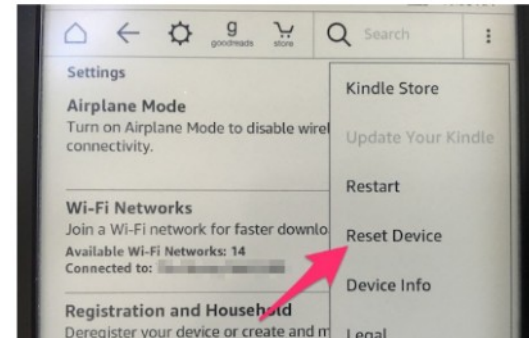 goodreads
store
Search
Settings
Airplane Mode
Turn on Airplane Mode to disable wirel
connectivity.
Wi-Fi Networks
Join a Wi-Fi network for faster downlo
Available Wi-Fi Networks: 14
Connected to:
Registration and Household
Deregister your device or create and m
Kindle Store
Update Your Kindle
Restart
Reset Device
Device Info
Legal